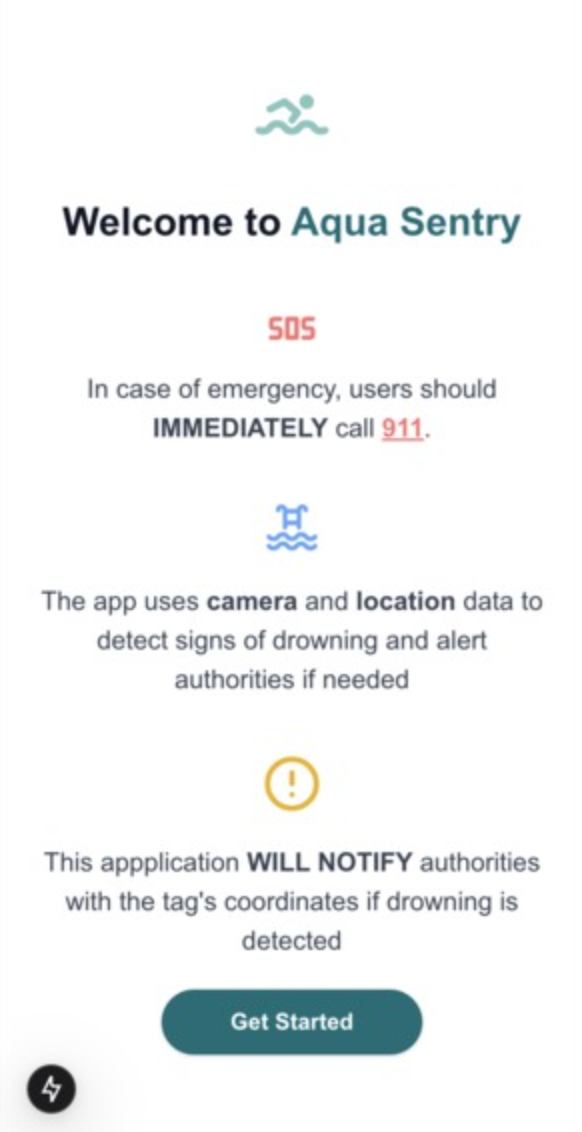 Welcome to Aqua Sentry
SOS
In case of emergency, users should
IMMEDIATELY call 911.
The app uses camera and location data to
detect signs of drowning and alert
authorities if needed
This appplication WILL NOTIFY authorities
with the tag's coordinates if drowning is
detected
Get Started